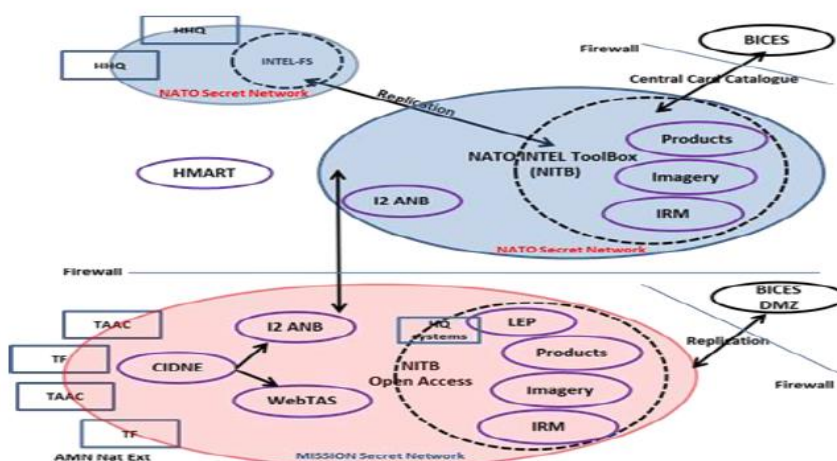 HHQ
HHQ
INTEL-FS
NATO Secret Network
Replication
Firewall
BICES
Central Card Catalogue
NATO INTEL ToolBox
(NITB)
Products
Imagery
IRM
HMART
I2 ANB
NATO Secret Network
Firewall
BICES
DMZ
Replication
Firewall
TAAC
TF
TAAC
TF
AMN Nat Ext
CIDNE
I2 ANB
WebTAS
HQ
Systems
LEP
NITB
Open Access
Products
Imagery
IRM
MISSION Secret Network